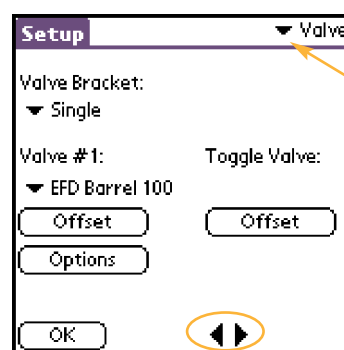 Setup Valve
Valve Bracket:
Single
Valve #1: Toggle Valve:
EFD Barrel 100
Offset Offset
Options
OK